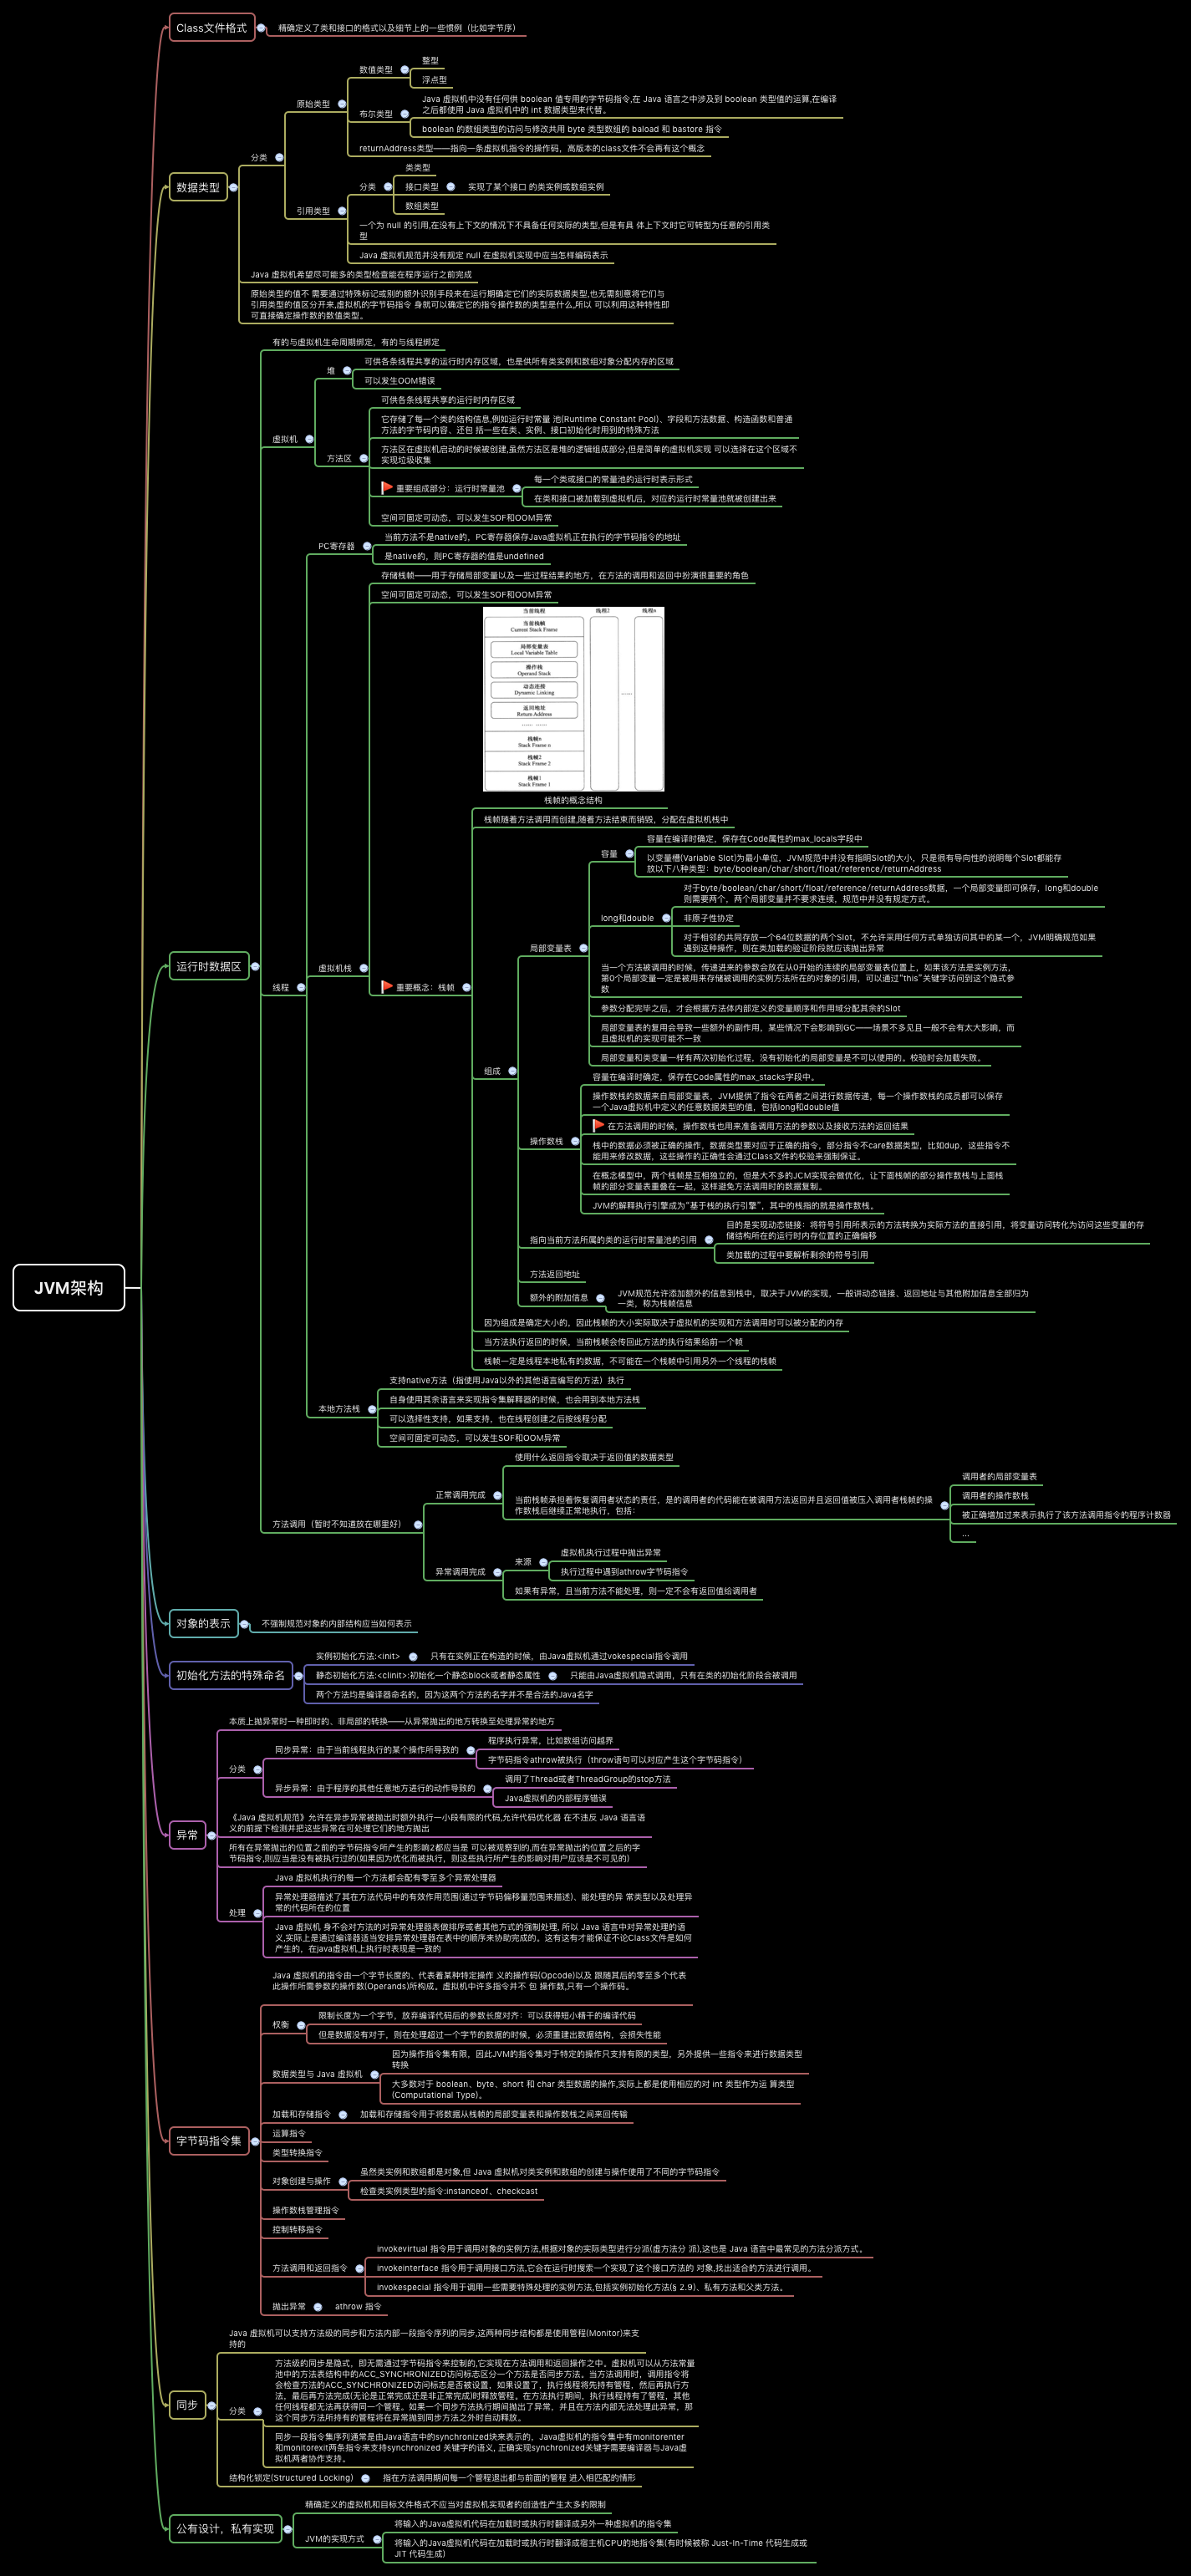 Class文件格式
精确定义了类和接口的格式以及细节上的一些惯例（比如字节序）
数据类型
分类
原始类型
数值类型
整型
浮点型
布尔类型
Java 虚拟机中没有任何供 boolean 值专用的字节码指令,在 Java 语言之中涉及到 boolean 类型值的运算,在编译
之后都使用 Java 虚拟机中的 int 数据类型来代替。
boolean 的数组类型的访问与修改共用 byte 类型数组的 baload 和 bastore 指令
returnAddress类型——指向一条虚拟机指令的操作码，高版本的class文件不会再有这个概念
引用类型
分类
类类型
接口类型
实现了某个接口 的类实例或数组实例
数组类型
一个为 null 的引用,在没有上下文的情况下不具备任何实际的类型,但是有具 体上下文时它可转型为任意的引用类
型
Java 虚拟机规范并没有规定 null 在虚拟机实现中应当怎样编码表示
Java 虚拟机希望尽可能多的类型检查能在程序运行之前完成
原始类型的值不 需要通过特殊标记或别的额外识别手段来在运行期确定它们的实际数据类型,也无需刻意将它们与
引用类型的值区分开来,虚拟机的字节码指令 身就可以确定它的指令操作数的类型是什么,所以 可以利用这种特性即
可直接确定操作数的数值类型。
运行时数据区
有的与虚拟机生命周期绑定，有的与线程绑定
虚拟机
堆
可供各条线程共享的运行时内存区域，也是供所有类实例和数组对象分配内存的区域
可以发生OOM错误
方法区
可供各条线程共享的运行时内存区域
它存储了每一个类的结构信息,例如运行时常量 池(Runtime Constant Pool)、字段和方法数据、构造函数和普通
方法的字节码内容、还包 括一些在类、实例、接口初始化时用到的特殊方法
方法区在虚拟机启动的时候被创建,虽然方法区是堆的逻辑组成部分,但是简单的虚拟机实现 可以选择在这个区域不
实现垃圾收集
重要组成部分：运行时常量池
每一个类或接口的常量池的运行时表示形式
在类和接口被加载到虚拟机后，对应的运行时常量池就被创建出来
空间可固定可动态，可以发生SOF和OOM异常
线程
PC寄存器
当前方法不是native的，PC寄存器保存Java虚拟机正在执行的字节码指令的地址
是native的，则PC寄存器的值是undefined
虚拟机栈
存储栈帧——用于存储局部变量以及一些过程结果的地方，在方法的调用和返回中扮演很重要的角色
空间可固定可动态，可以发生SOF和OOM异常
当前线程
线程2
线程n
当前栈帧
Current Stack Frame
局部变量表
Local Variable Table
操作栈
Operand Stack
动态连接
Dynamic Linking
返回地址
Return Address
…… ……
……
栈帧n
Stack Frame n
栈帧2
Stack Frame 2
栈帧1
Stack Frame 1
重要概念：栈帧
栈帧的概念结构
栈帧随着方法调用而创建,随着方法结束而销毁，分配在虚拟机栈中
组成
局部变量表
容量
容量在编译时确定，保存在Code属性的max_locals字段中
以变量槽(Variable Slot)为最小单位，JVM规范中并没有指明Slot的大小，只是很有导向性的说明每个Slot都能存
放以下八种类型：byte/boolean/char/short/float/reference/returnAddress
long和double
对于byte/boolean/char/short/float/reference/returnAddress数据，一个局部变量即可保存，long和double
则需要两个，两个局部变量并不要求连续，规范中并没有规定方式。
非原子性协定
对于相邻的共同存放一个64位数据的两个Slot，不允许采用任何方式单独访问其中的某一个，JVM明确规范如果
遇到这种操作，则在类加载的验证阶段就应该抛出异常
当一个方法被调用的时候，传递进来的参数会放在从0开始的连续的局部变量表位置上，如果该方法是实例方法，
第0个局部变量一定是被用来存储被调用的实例方法所在的对象的引用，可以通过“this”关键字访问到这个隐式参
数
参数分配完毕之后，才会根据方法体内部定义的变量顺序和作用域分配其余的Slot
局部变量表的复用会导致一些额外的副作用，某些情况下会影响到GC——场景不多见且一般不会有太大影响，而
且虚拟机的实现可能不一致
局部变量和类变量一样有两次初始化过程，没有初始化的局部变量是不可以使用的。校验时会加载失败。
操作数栈
容量在编译时确定，保存在Code属性的max_stacks字段中。
操作数栈的数据来自局部变量表，JVM提供了指令在两者之间进行数据传递，每一个操作数栈的成员都可以保存
一个Java虚拟机中定义的任意数据类型的值，包括long和double值
在方法调用的时候，操作数栈也用来准备调用方法的参数以及接收方法的返回结果
栈中的数据必须被正确的操作，数据类型要对应于正确的指令，部分指令不care数据类型，比如dup，这些指令不
能用来修改数据，这些操作的正确性会通过Class文件的校验来强制保证。
在概念模型中，两个栈帧是互相独立的，但是大不多的JCM实现会做优化，让下面栈帧的部分操作数栈与上面栈
帧的部分变量表重叠在一起，这样避免方法调用时的数据复制。
JVM的解释执行引擎成为“基于栈的执行引擎”，其中的栈指的就是操作数栈。
指向当前方法所属的类的运行时常量池的引用
目的是实现动态链接：将符号引用所表示的方法转换为实际方法的直接引用，将变量访问转化为访问这些变量的存
储结构所在的运行时内存位置的正确偏移
类加载的过程中要解析剩余的符号引用
方法返回地址
额外的附加信息
JVM规范允许添加额外的信息到栈中，取决于JVM的实现，一般讲动态链接、返回地址与其他附加信息全部归为
一类，称为栈帧信息
因为组成是确定大小的，因此栈帧的大小实际取决于虚拟机的实现和方法调用时可以被分配的内存
当方法执行返回的时候，当前栈帧会传回此方法的执行结果给前一个帧
栈帧一定是线程本地私有的数据，不可能在一个栈帧中引用另外一个线程的栈帧
JVM架构
本地方法栈
支持native方法（指使用Java以外的其他语言编写的方法）执行
自身使用其余语言来实现指令集解释器的时候，也会用到本地方法栈
可以选择性支持，如果支持，也在线程创建之后按线程分配
空间可固定可动态，可以发生SOF和OOM异常
方法调用（暂时不知道放在哪里好）
正常调用完成
使用什么返回指令取决于返回值的数据类型
当前栈帧承担着恢复调用者状态的责任，是的调用者的代码能在被调用方法返回并且返回值被压入调用者栈帧的操
作数栈后继续正常地执行，包括：
调用者的局部变量表
调用者的操作数栈
被正确增加过来表示执行了该方法调用指令的程序计数器
...
异常调用完成
来源
虚拟机执行过程中抛出异常
执行过程中遇到athrow字节码指令
如果有异常，且当前方法不能处理，则一定不会有返回值给调用者
对象的表示
不强制规范对象的内部结构应当如何表示
初始化方法的特殊命名
实例初始化方法:<init>
只有在实例正在构造的时候，由Java虚拟机通过vokespecial指令调用
静态初始化方法:<clinit>:初始化一个静态block或者静态属性
只能由Java虚拟机隐式调用，只有在类的初始化阶段会被调用
两个方法均是编译器命名的，因为这两个方法的名字并不是合法的Java名字
异常
本质上抛异常时一种即时的、非局部的转换——从异常抛出的地方转换至处理异常的地方
分类
同步异常：由于当前线程执行的某个操作所导致的
程序执行异常，比如数组访问越界
字节码指令athrow被执行（throw语句可以对应产生这个字节码指令）
异步异常：由于程序的其他任意地方进行的动作导致的
调用了Thread或者ThreadGroup的stop方法
Java虚拟机的内部程序错误
《Java 虚拟机规范》允许在异步异常被抛出时额外执行一小段有限的代码,允许代码优化器 在不违反 Java 语言语
义的前提下检测并把这些异常在可处理它们的地方抛出
所有在异常抛出的位置之前的字节码指令所产生的影响2都应当是 可以被观察到的,而在异常抛出的位置之后的字
节码指令,则应当是没有被执行过的(如果因为优化而被执行，则这些执行所产生的影响对用户应该是不可见的)
处理
Java 虚拟机执行的每一个方法都会配有零至多个异常处理器
异常处理器描述了其在方法代码中的有效作用范围(通过字节码偏移量范围来描述)、能处理的异 常类型以及处理异
常的代码所在的位置
Java 虚拟机 身不会对方法的对异常处理器表做排序或者其他方式的强制处理, 所以 Java 语言中对异常处理的语
义,实际上是通过编译器适当安排异常处理器在表中的顺序来协助完成的。这有这有才能保证不论Class文件是如何
产生的，在java虚拟机上执行时表现是一致的
字节码指令集
Java 虚拟机的指令由一个字节长度的、代表着某种特定操作 义的操作码(Opcode)以及 跟随其后的零至多个代表
此操作所需参数的操作数(Operands)所构成。虚拟机中许多指令并不 包 操作数,只有一个操作码。
权衡
限制长度为一个字节，放弃编译代码后的参数长度对齐：可以获得短小精干的编译代码
但是数据没有对于，则在处理超过一个字节的数据的时候，必须重建出数据结构，会损失性能
数据类型与 Java 虚拟机
因为操作指令集有限，因此JVM的指令集对于特定的操作只支持有限的类型，另外提供一些指令来进行数据类型
转换
大多数对于 boolean、byte、short 和 char 类型数据的操作,实际上都是使用相应的对 int 类型作为运 算类型
(Computational Type)。
加载和存储指令
加载和存储指令用于将数据从栈帧的局部变量表和操作数栈之间来回传输
运算指令
类型转换指令
对象创建与操作
虽然类实例和数组都是对象,但 Java 虚拟机对类实例和数组的创建与操作使用了不同的字节码指令
检查类实例类型的指令:instanceof、checkcast
操作数栈管理指令
控制转移指令
方法调用和返回指令
invokevirtual 指令用于调用对象的实例方法,根据对象的实际类型进行分派(虚方法分 派),这也是 Java 语言中最常见的方法分派方式。
invokeinterface 指令用于调用接口方法,它会在运行时搜索一个实现了这个接口方法的 对象,找出适合的方法进行调用。
invokespecial 指令用于调用一些需要特殊处理的实例方法,包括实例初始化方法(§ 2.9)、私有方法和父类方法。
抛出异常
athrow 指令
同步
Java 虚拟机可以支持方法级的同步和方法内部一段指令序列的同步,这两种同步结构都是使用管程(Monitor)来支
持的
分类
方法级的同步是隐式，即无需通过字节码指令来控制的,它实现在方法调用和返回操作之中。虚拟机可以从方法常量
池中的方法表结构中的ACC_SYNCHRONIZED访问标志区分一个方法是否同步方法。当方法调用时，调用指令将
会检查方法的ACC_SYNCHRONIZED访问标志是否被设置，如果设置了，执行线程将先持有管程，然后再执行方
法，最后再方法完成(无论是正常完成还是非正常完成)时释放管程。在方法执行期间，执行线程持有了管程，其他
任何线程都无法再获得同一个管程。如果一个同步方法执行期间抛出了异常，并且在方法内部无法处理此异常，那
这个同步方法所持有的管程将在异常抛到同步方法之外时自动释放。
同步一段指令集序列通常是由Java语言中的synchronized块来表示的，Java虚拟机的指令集中有monitorenter
和monitorexit两条指令来支持synchronized 关键字的语义, 正确实现synchronized关键字需要编译器与Java虚
拟机两者协作支持。
结构化锁定(Structured Locking)
指在方法调用期间每一个管程退出都与前面的管程 进入相匹配的情形
公有设计，私有实现
精确定义的虚拟机和目标文件格式不应当对虚拟机实现者的创造性产生太多的限制
JVM的实现方式
将输入的Java虚拟机代码在加载时或执行时翻译成另外一种虚拟机的指令集
将输入的Java虚拟机代码在加载时或执行时翻译成宿主机CPU的地指令集(有时候被称 Just-In-Time 代码生成或
JIT 代码生成)